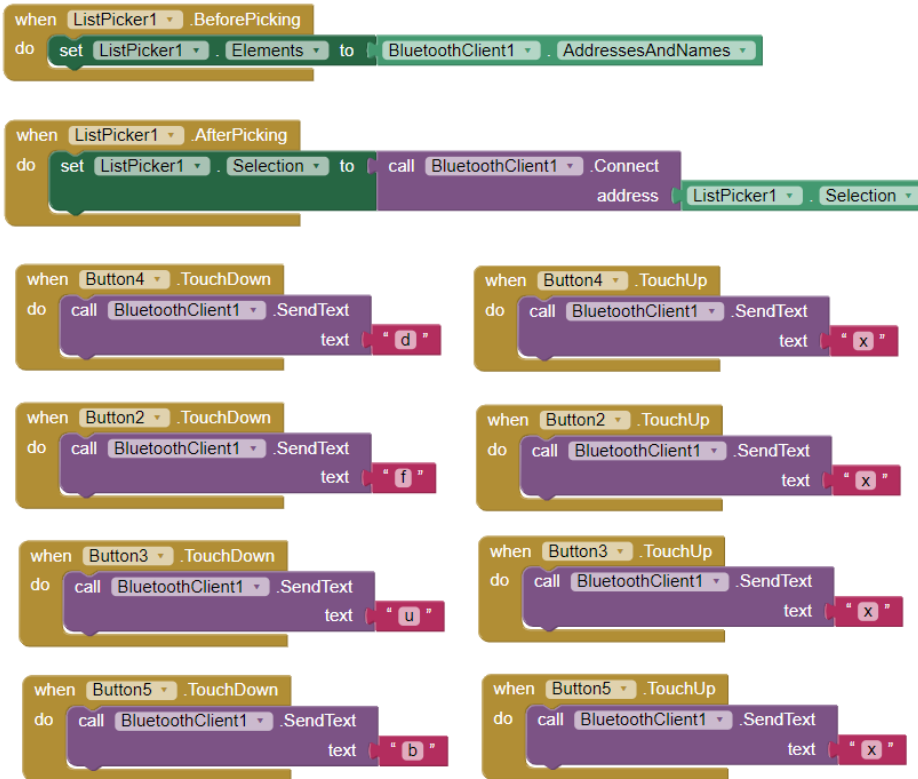 when ListPicker1 .BeforePicking
do set ListPicker1 . Elements to BluetoothClient1 . AddressesAndNames
when ListPicker1 .AfterPicking
do set ListPicker1 . Selection to call BluetoothClient1 .Connect
address ListPicker1 . Selection
when Button4 .TouchDown
do call BluetoothClient1 .SendText
text " d "
when Button4 .TouchUp
do call BluetoothClient1 .SendText
text " x "
when Button2 .TouchDown
do call BluetoothClient1 .SendText
text " f "
when Button2 .TouchUp
do call BluetoothClient1 .SendText
text " x "
when Button3 .TouchDown
do call BluetoothClient1 .SendText
text " u "
when Button3 .TouchUp
do call BluetoothClient1 .SendText
text " x "
when Button5 .TouchDown
do call BluetoothClient1 .SendText
text " b "
when Button5 .TouchUp
do call BluetoothClient1 .SendText
text " x "